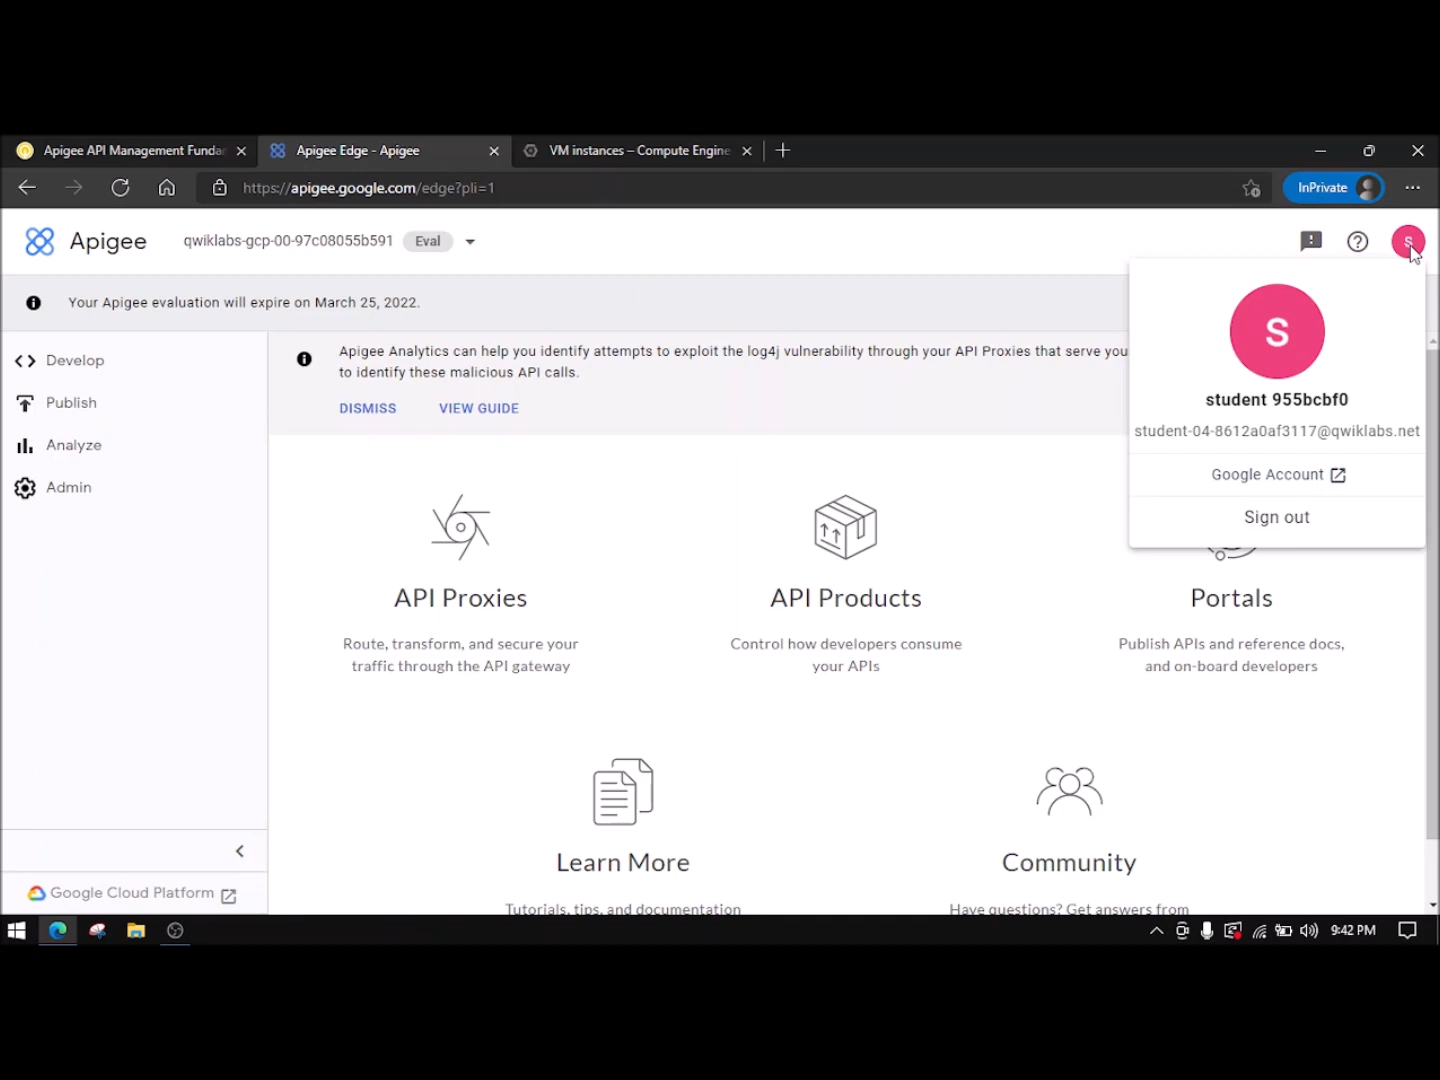 Apigee API Management Fundar
Apigee Edge - Apigee
VM instances – Compute Engine
https://apigee.google.com/edge?pli=1
InPrivate
Apigee
qwiklabs-gcp-00-97c08055b591
Eval
S
Your Apigee evaluation will expire on March 25, 2022.
Develop
Publish
Analyze
Admin
Apigee Analytics can help you identify attempts to exploit the log4j vulnerability through your API Proxies that serve you
to identify these malicious API calls.
DISMISS
VIEW GUIDE
S
student 955bcbf0
student-04-8612a0af3117@qwiklabs.net
Google Account
Sign out
API Proxies
Route, transform, and secure your
traffic through the API gateway
API Products
Control how developers consume
your APIs
Portals
Publish APIs and reference docs,
and on-board developers
Learn More
Tutorials, tips, and documentation
Community
Have questions? Get answers from
Google Cloud Platform
9:42 PM